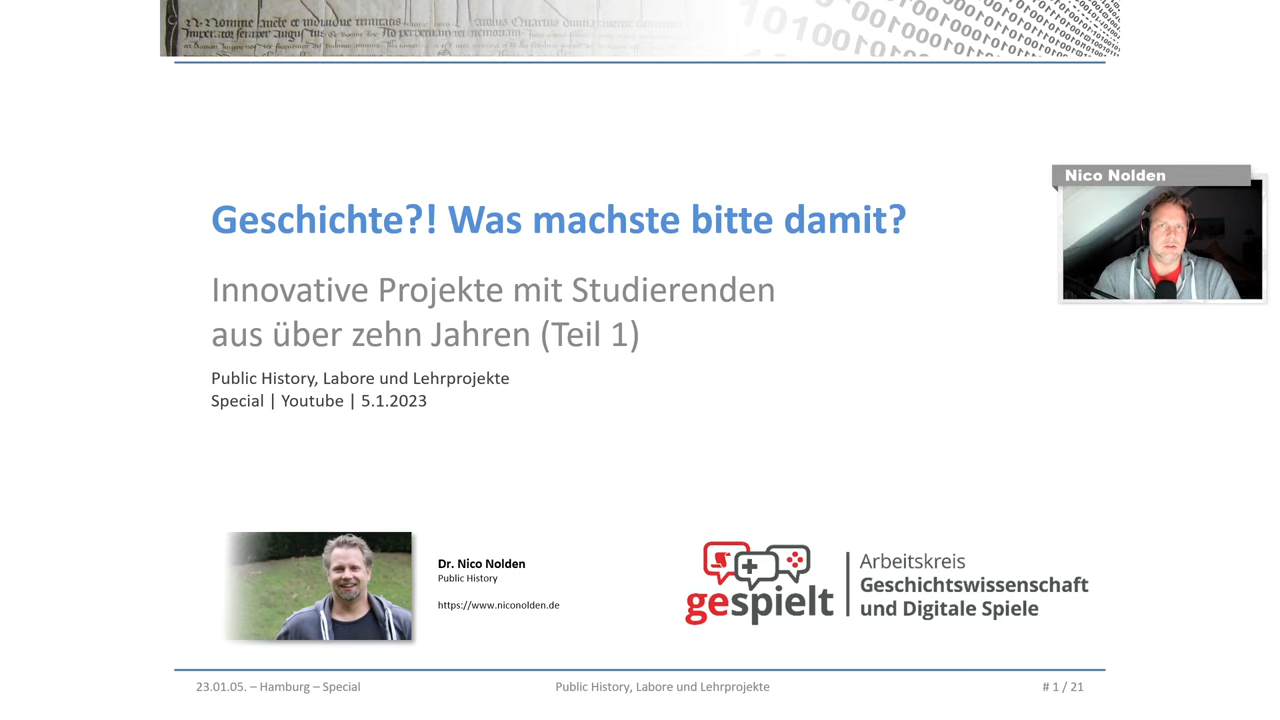 Geschichte?! Was machste bitte damit?
Innovative Projekte mit Studierenden
aus über zehn Jahren (Teil 1)
Public History, Labore und Lehrprojekte
Special | Youtube | 5.1.2023
Nico Nolden
Dr. Nico Nolden
Public History
https://www.niconolden.de
gespielt
Arbeitskreis
Geschichtswissenschaft
und Digitale Spiele
23.01.05. – Hamburg – Special
Public History, Labore und Lehrprojekte
# 1 / 21